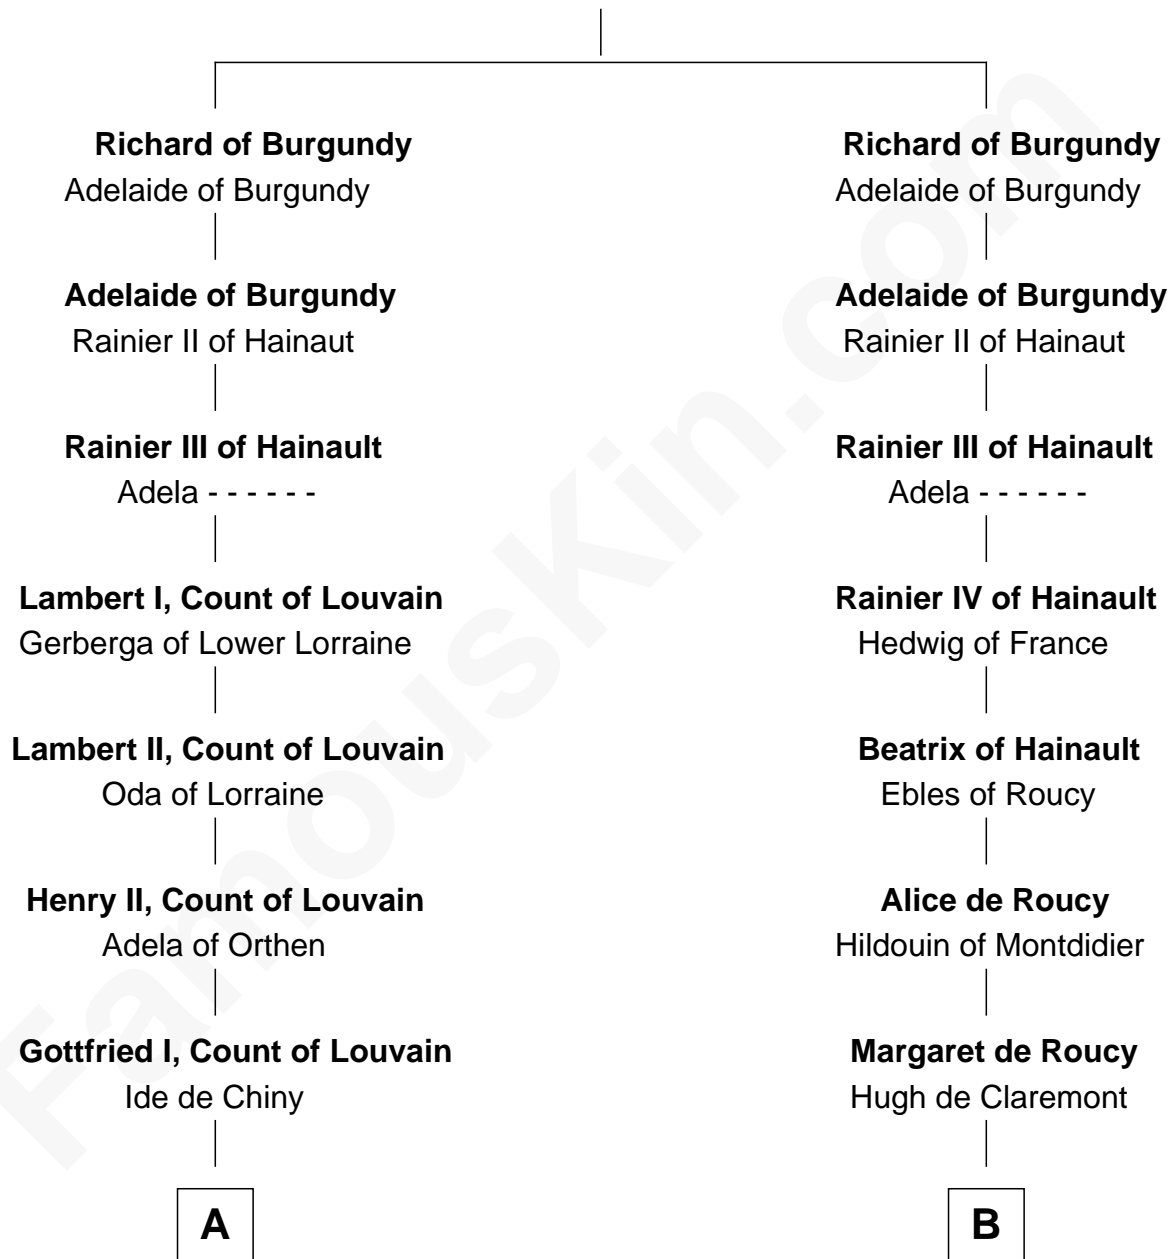 Richard of Burgundy
Adelaide of Burgundy
Adelaide of Burgundy
Rainier II of Hainaut
Rainier III of Hainault
Adela - - - - - -
Lambert I, Count of Louvain
Gerberga of Lower Lorraine
Lambert II, Count of Louvain
Oda of Lorraine
Henry II, Count of Louvain
Adela of Orthen
Gottfried I, Count of Louvain
Ide de Chiny
A
Richard of Burgundy
Adelaide of Burgundy
Adelaide of Burgundy
Rainier II of Hainaut
Rainier III of Hainault
Adela - - - - - -
Rainier IV of Hainault
Hedwig of France
Beatrix of Hainault
Ebles of Roucy
Alice de Roucy
Hildouin of Montdidier
Margaret de Roucy
Hugh de Claremont
B
FamousKin.com